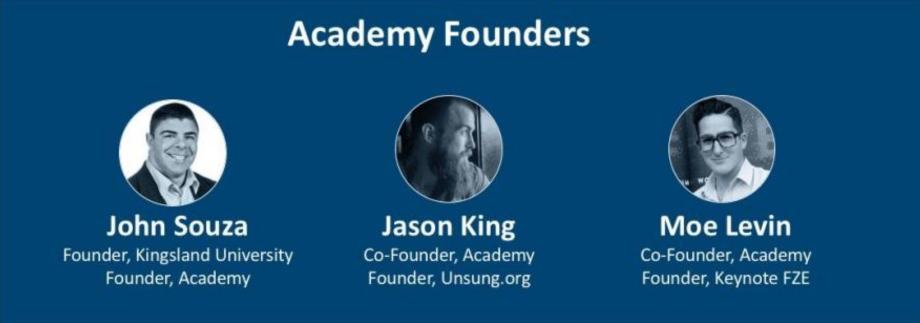 Academy Founders
John Souza
Founder, Kingsland University
Founder, Academy
Jason King
Co-Founder, Academy
Founder, Unsung.org
Moe Levin
Co-Founder, Academy
Founder, Keynote FZE